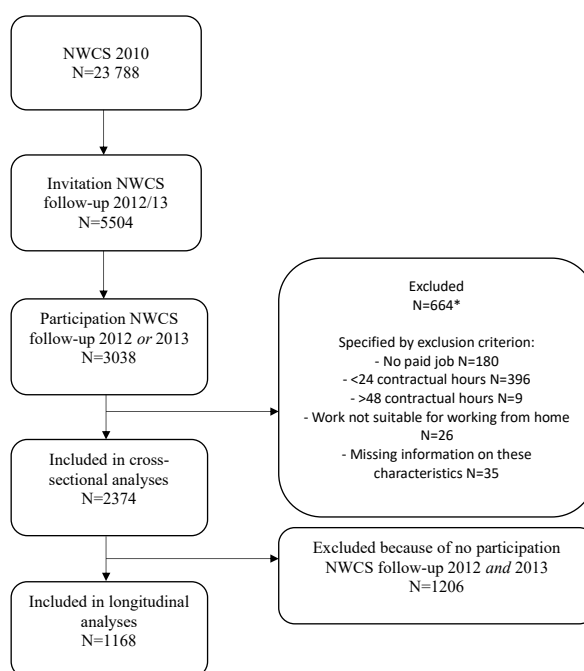 NWCS 2010
N=23 788
Invitation NWCS
follow-up 2012/13
N=5504
Participation NWCS
follow-up 2012 or 2013
N=3038
Excluded
N=664*
Specified by exclusion criterion:
- No paid job N=180
- <24 contractual hours N=396
- >48 contractual hours N=9
- Work not suitable for working from home
N=26
- Missing information on these
characteristics N=35
Included in cross-
sectional analyses
N=2374
Excluded because of no participation
NWCS follow-up 2012 and 2013
N=1206
Included in longitudinal
analyses
N=1168